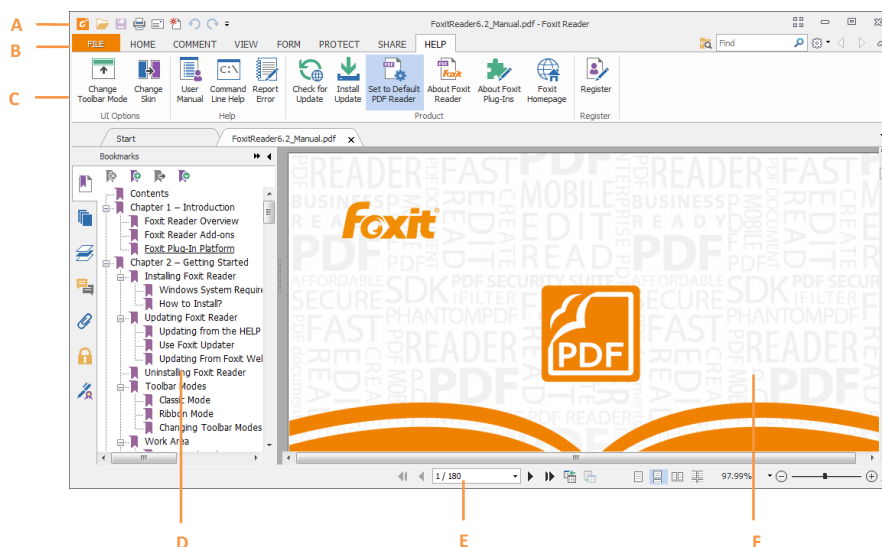 A
FoxitReader6.2_Manual.pdf - Foxit Reader
B
FILE HOME COMMENT VIEW FORM PROTECT SHARE HELP Find
C
Change Toolbar Mode
Change Skin
User Manual
Command Line Help
Report Error
Check for Update
Install Update
Set to Default PDF Reader
About Foxit Reader
About Foxit Plug-Ins
Foxit Homepage
Register
UI Options Help Product Register
Start FoxitReader6.2_Manual.pdf x
Bookmarks
Contents
Chapter 1 – Introduction
Foxit Reader Overview
Foxit Reader Add-ons
Foxit Plug-In Platform
Chapter 2 – Getting Started
Installing Foxit Reader
Windows System Require
How to Install?
Updating Foxit Reader
Updating from the HELP
Use Foxit Updater
Updating From Foxit Wel
Uninstalling Foxit Reader
Toolbar Modes
Classic Mode
Ribbon Mode
Changing Toolbar Modes
Work Area
Foxit
PDF
1 / 180
97.99%
D E F